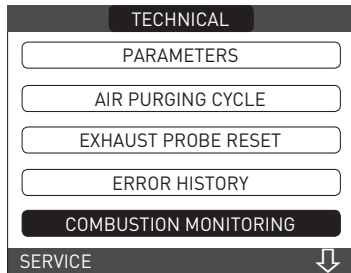 TECHNICAL
PARAMETERS
AIR PURGING CYCLE
EXHAUST PROBE RESET
ERROR HISTORY
COMBUSTION MONITORING
SERVICE